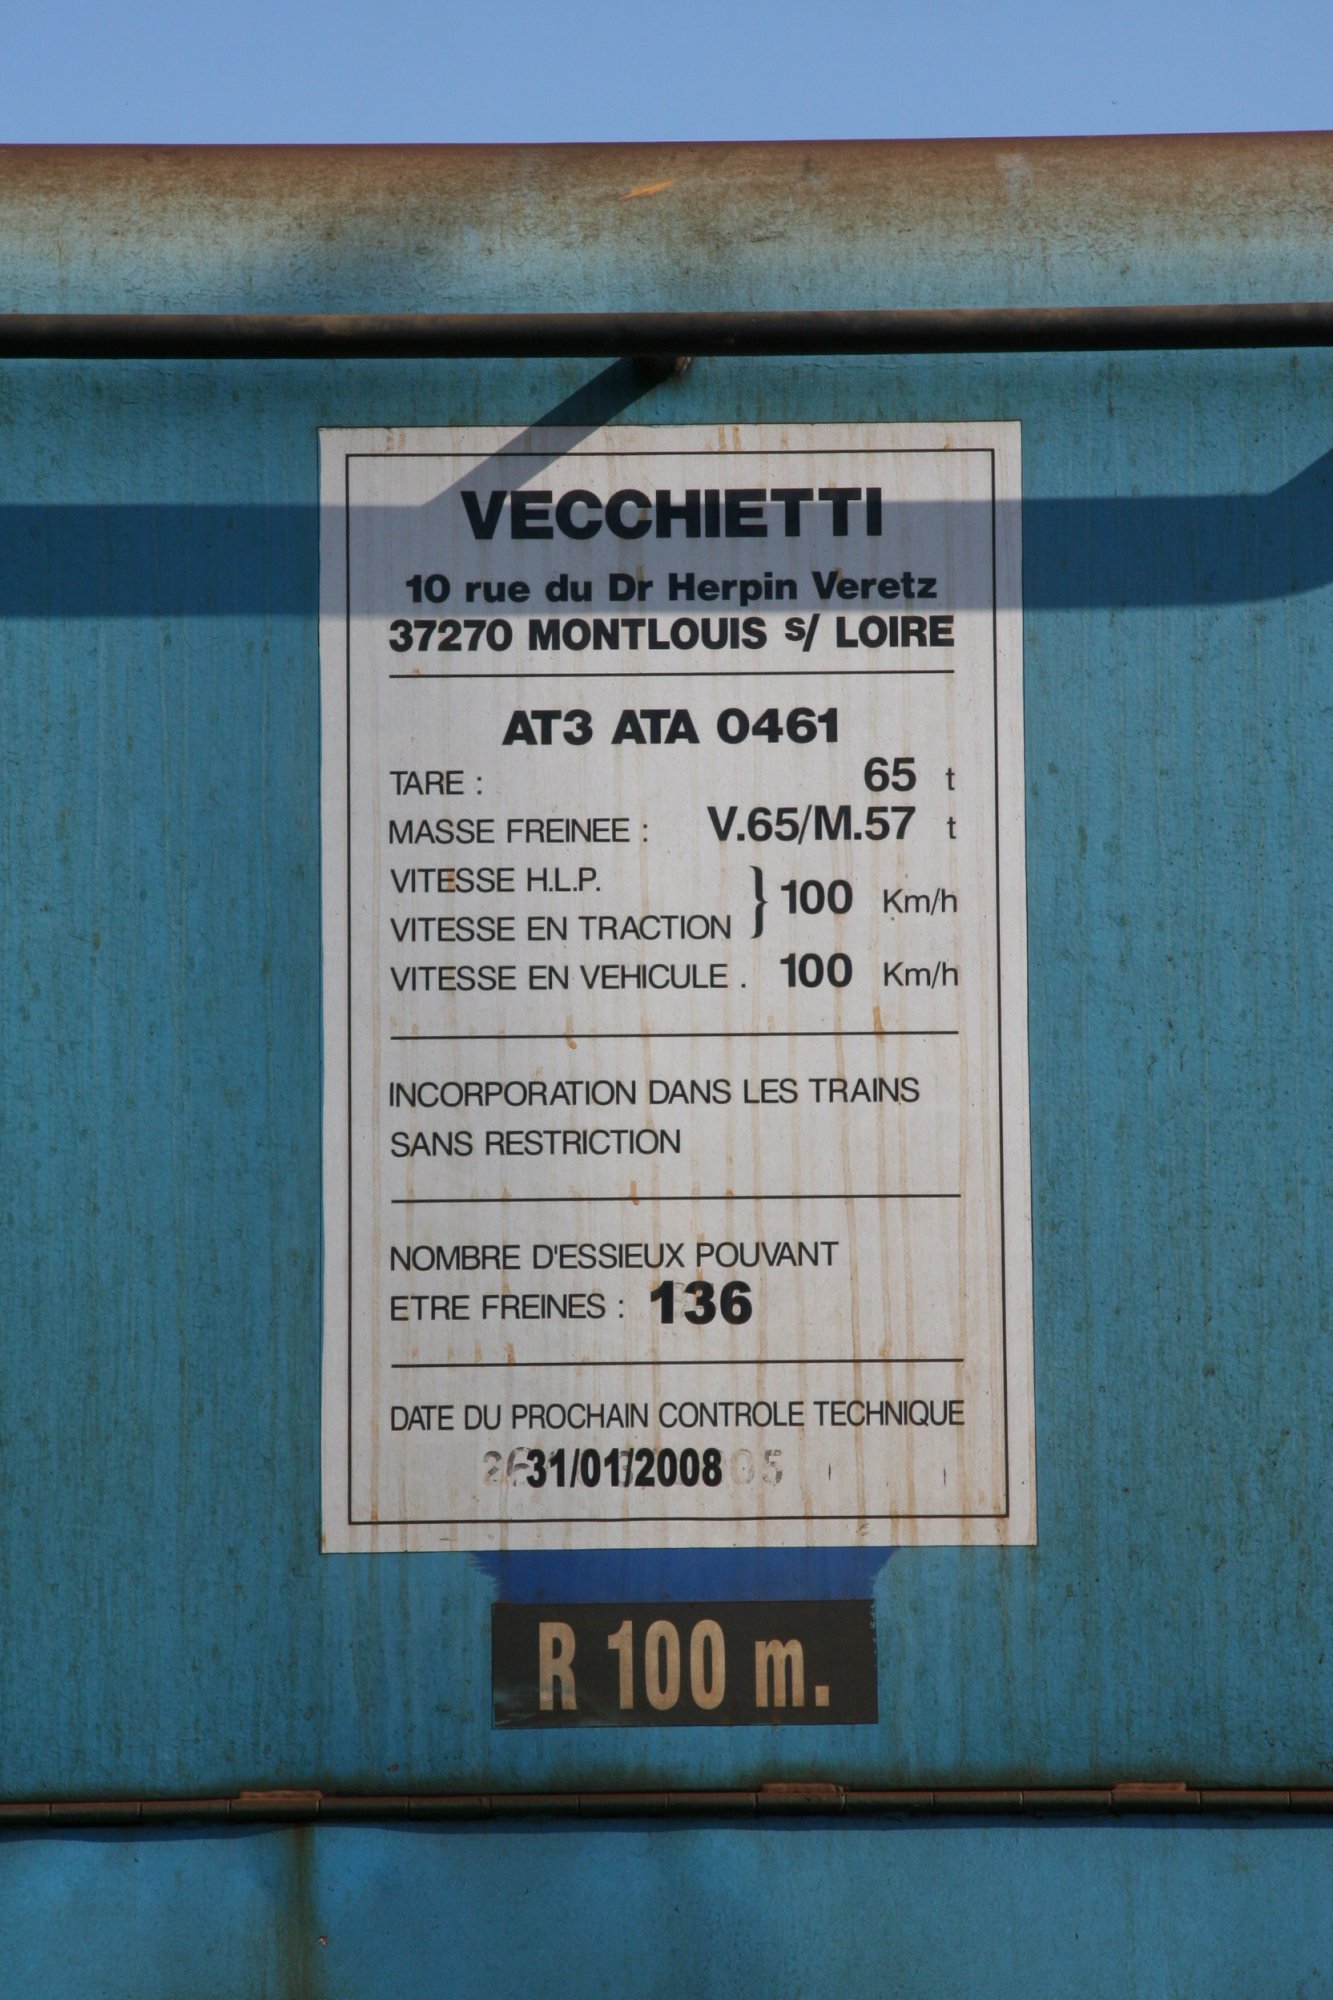 VECCHIETTI
10 rue du Dr Herpin Veretz
37270 MONTLOUIS s/ LOIRE
AT3 ATA 0461
TARE : 65 t
MASSE FREINEE : V.65/M.57 t
VITESSE H.L.P.
VITESSE EN TRACTION } 100 Km/h
VITESSE EN VEHICULE . 100 Km/h
INCORPORATION DANS LES TRAINS
SANS RESTRICTION
NOMBRE D'ESSIEUX POUVANT
ETRE FREINES : 136
DATE DU PROCHAIN CONTROLE TECHNIQUE
31/01/2008
R 100 m.